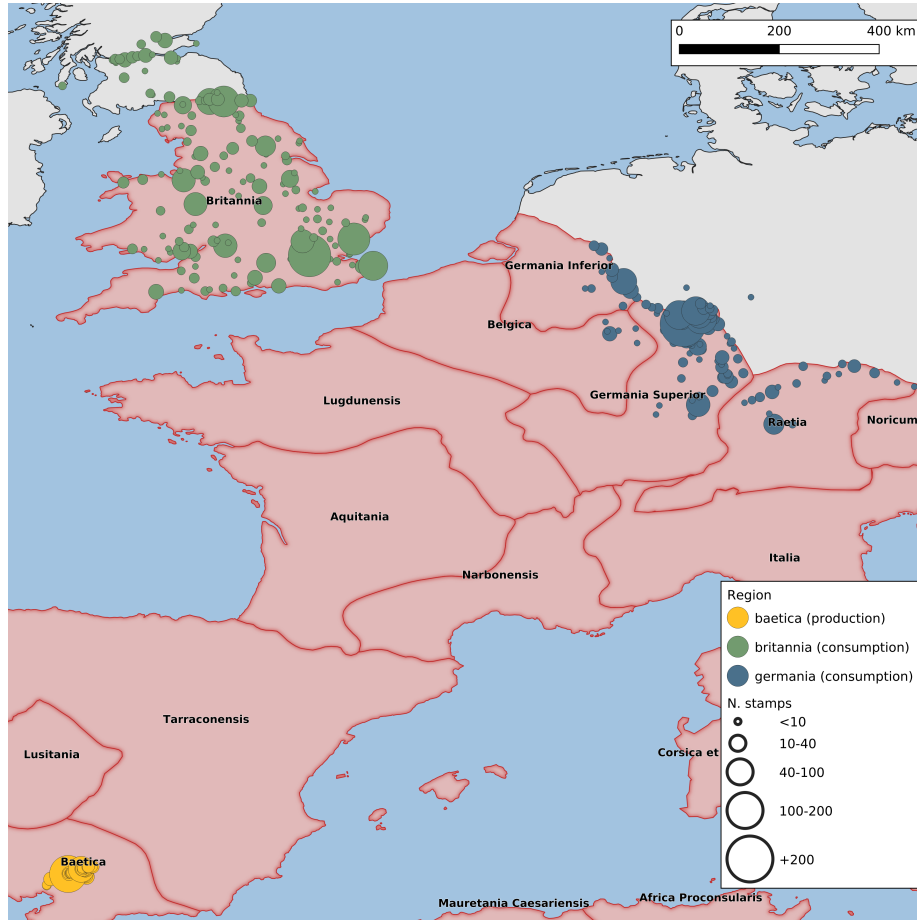 0 200 400 km
Britannia
Germania Inferior
Belgica
Germania Superior
Lugdunensis
Raetia
Noricum
Aquitania
Italia
Narbonensis
Region
baetica (production)
britannia (consumption)
germania (consumption)
N. stamps
<10
10-40
40-100
100-200
+200
Tarraconensis
Lusitania
Corsica et
Baetica
Mauretania Caesariensis
Africa Proconsularis